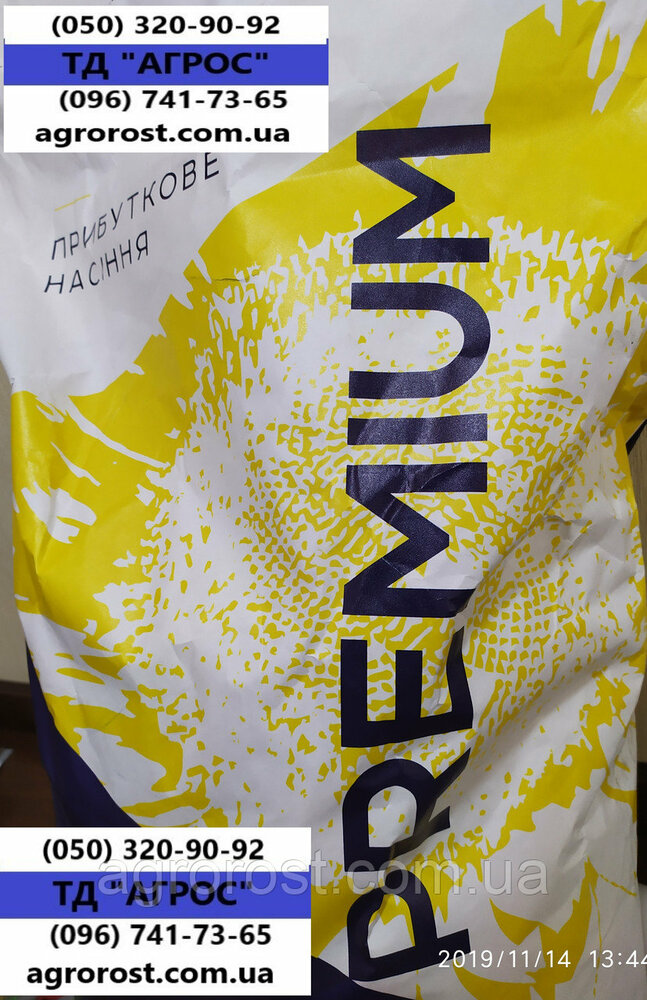 (050) 320-90-92
ТД "АГРОС"
(096) 741-73-65
agrorost.com.ua
ПРИБУТКОВЕ
НАСІННЯ
PREMIUM
(050) 320-90-92
ТД "АГРОС"
(096) 741-73-65
agrorost.com.ua
agrorost.com.ua
2019/11/14 13:44